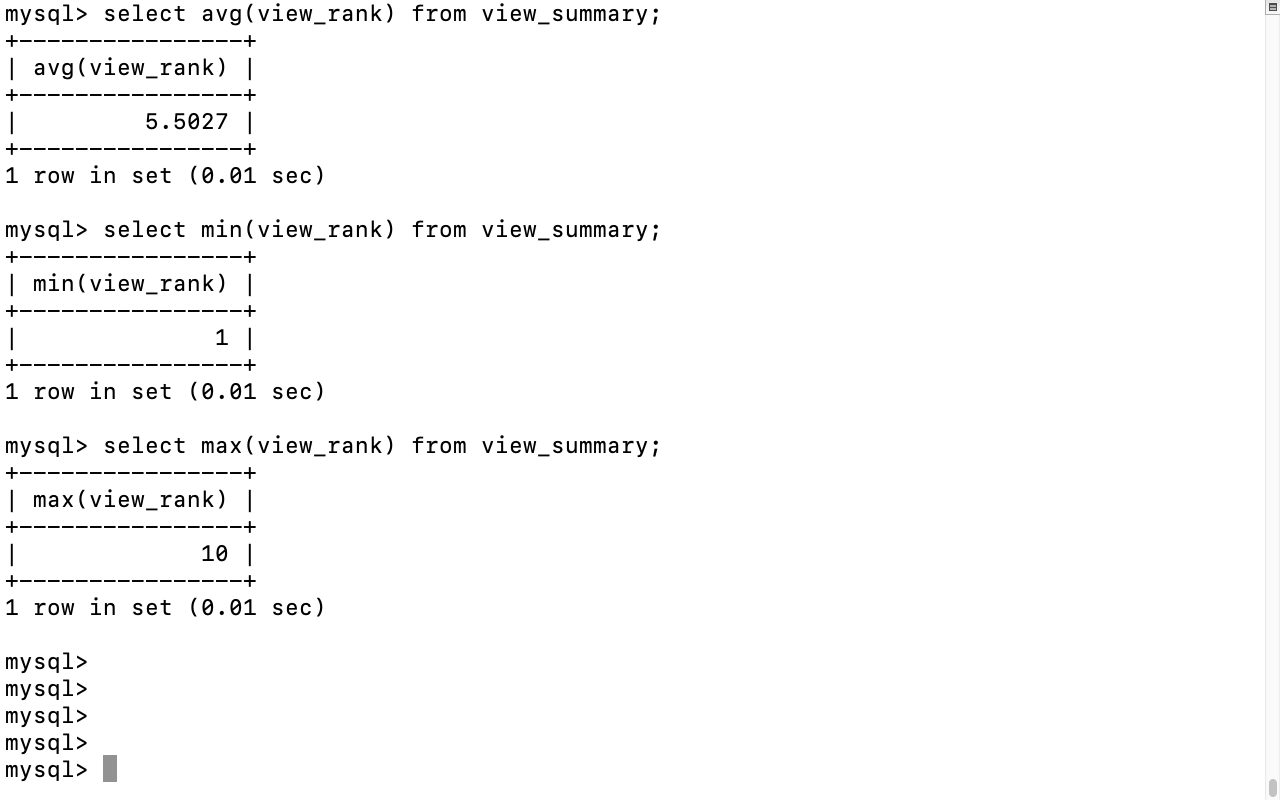 mysql> select avg(view_rank) from view_summary;
+----------------+
| avg(view_rank) |
+----------------+
|         5.5027 |
+----------------+
1 row in set (0.01 sec)

mysql> select min(view_rank) from view_summary;
+----------------+
| min(view_rank) |
+----------------+
|              1 |
+----------------+
1 row in set (0.01 sec)

mysql> select max(view_rank) from view_summary;
+----------------+
| max(view_rank) |
+----------------+
|             10 |
+----------------+
1 row in set (0.01 sec)

mysql>
mysql>
mysql>
mysql>
mysql>